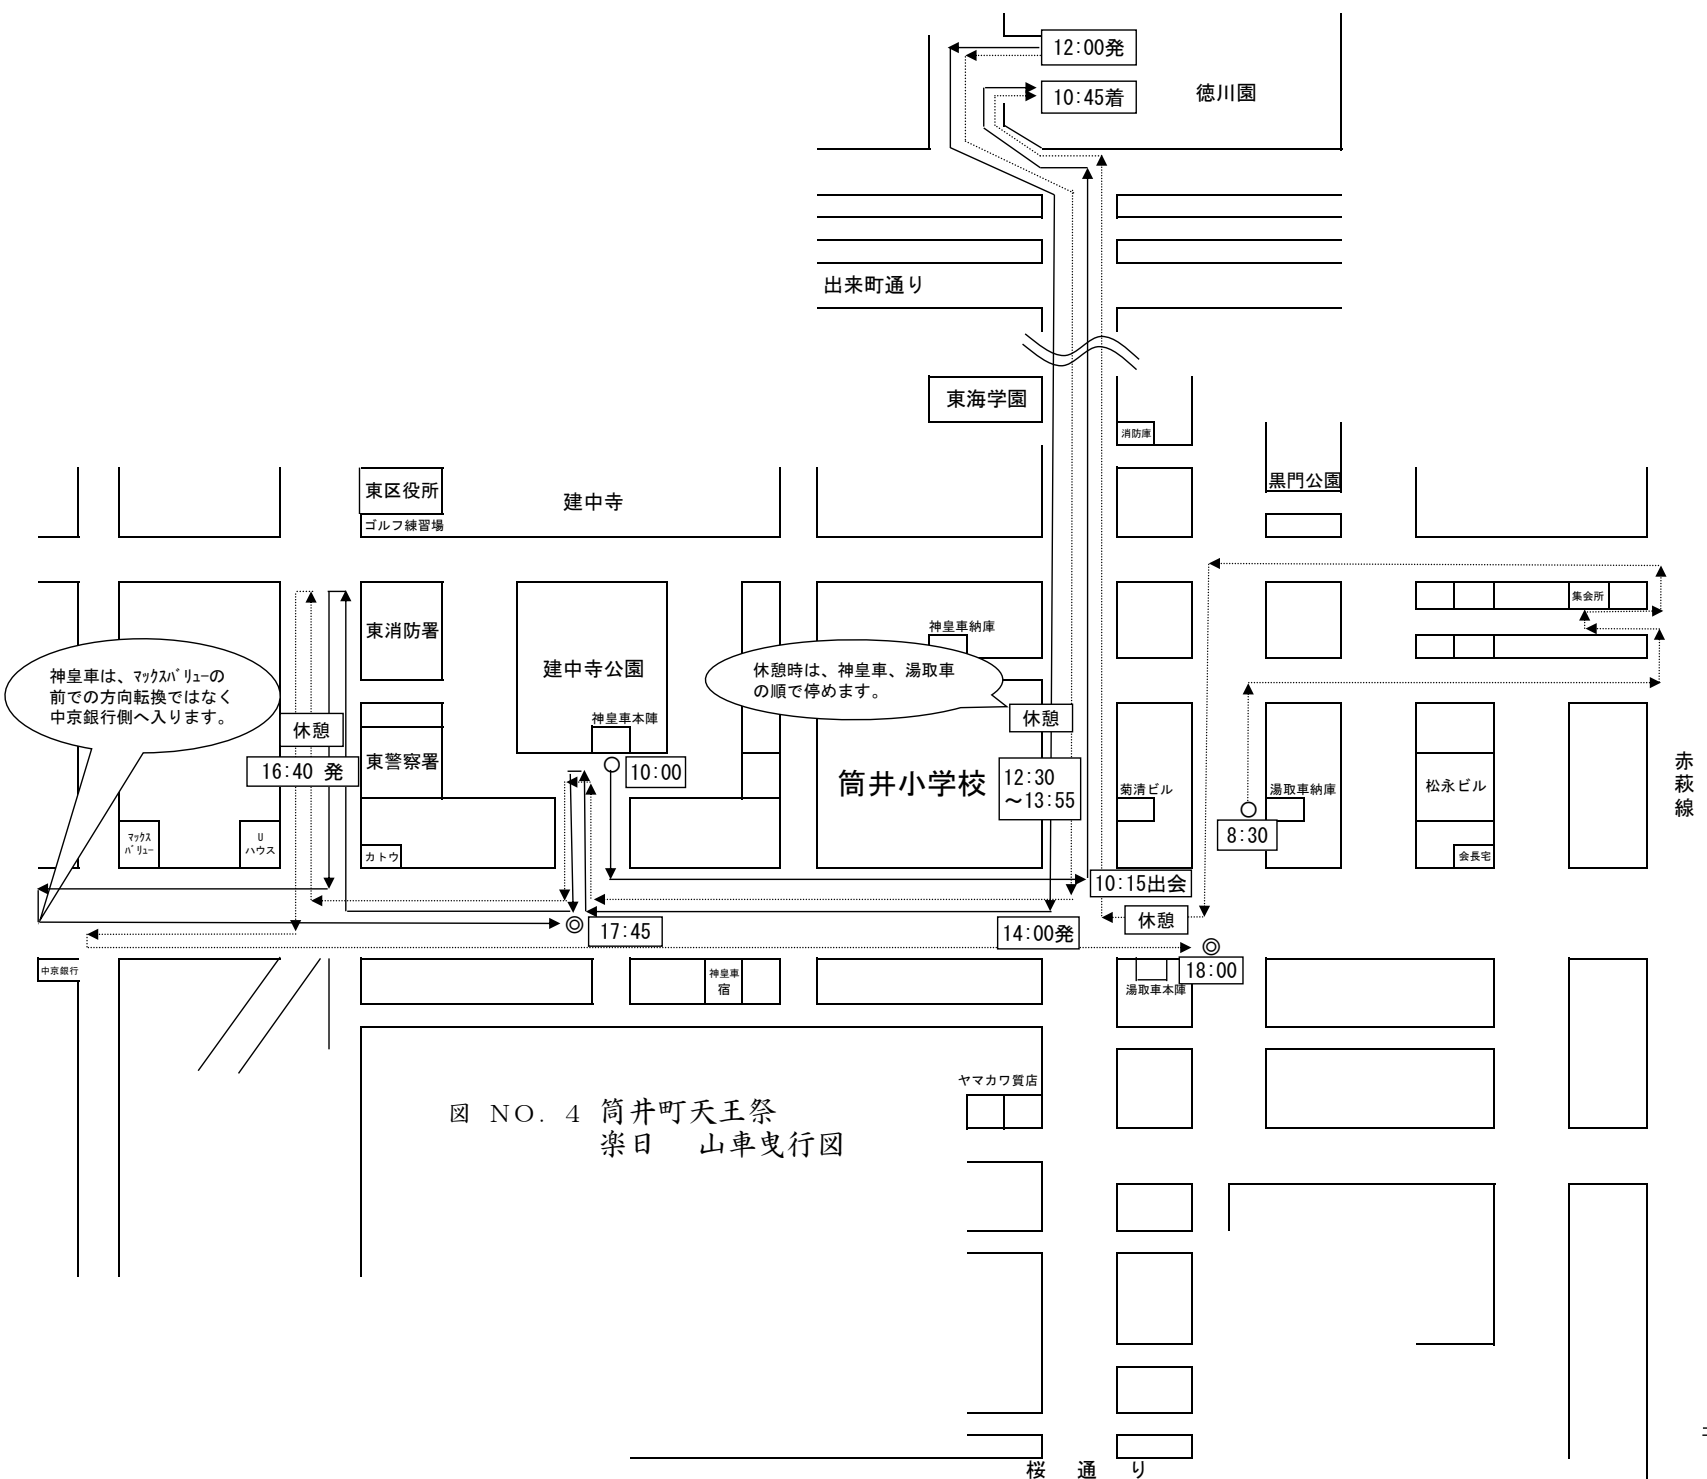 12:00発
10:45着
徳川園
出来町通り
東海学園
消防庫
黒門公園
東区役所
ゴルフ練習場
建中寺
集会所
東消防署
建中寺公園
神皇車納庫
神皇車は、ﾏｯｸｽﾊﾞﾘｭｰの
前での方向転換ではなく
中京銀行側へ入ります。
休憩時は、神皇車、湯取車
の順で停めます。
休憩
16:40 発
東警察署
神皇車本陣
10:00
休憩
12:30
～13:55
筒井小学校
菊清ビル
湯取車納庫
8:30
松永ビル
会長宅
赤萩線
ﾏｯｸｽ
ﾊﾞﾘｭｰ
U
ハウス
カトウ
10:15出会
休憩
17:45
14:00発
18:00
中京銀行
神皇車
宿
湯取車本陣
ヤマカワ質店
図 NO. 4 筒井町天王祭
楽日 山車曳行図
桜通り